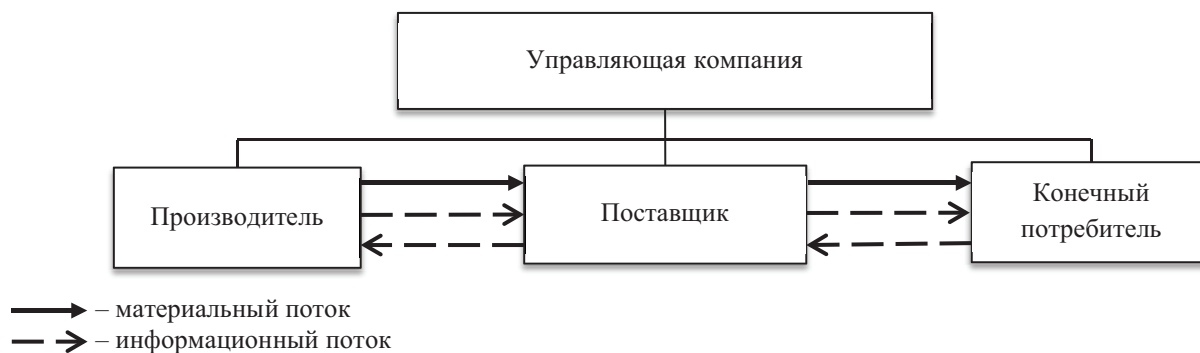 Управляющая компания
Производитель
Поставщик
Конечный
потребитель
– материальный поток
– информационный поток